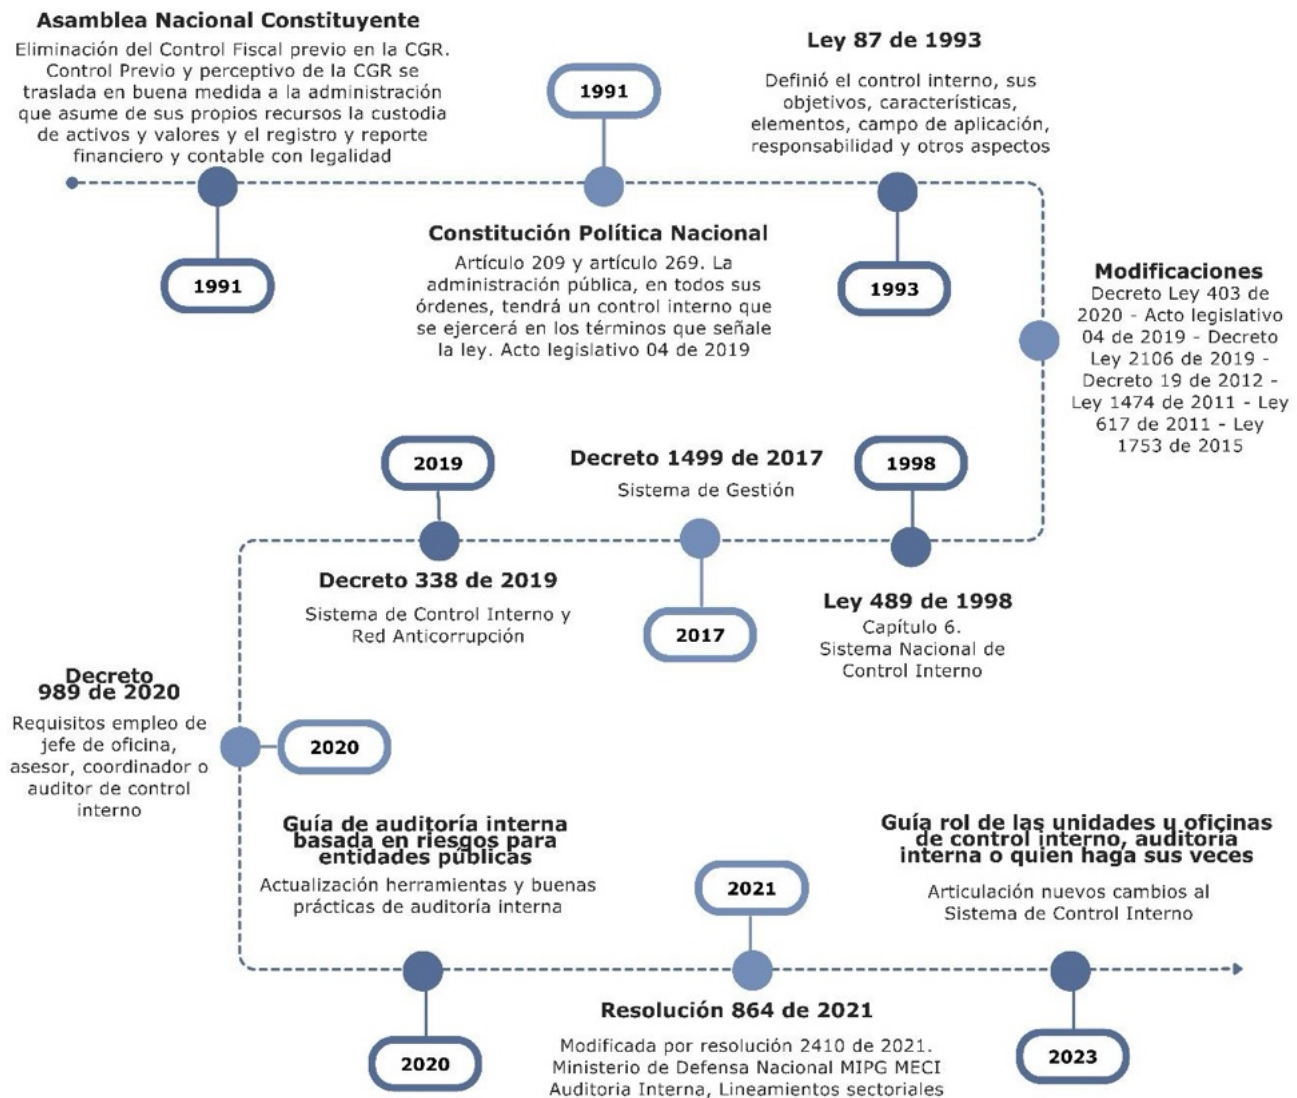 Asamblea Nacional Constituyente
Eliminación del Control Fiscal previo en la CGR.
Control Previo y perceptivo de la CGR se
traslada en buena medida a la administración
que asume de sus propios recursos la custodia
de activos y valores y el registro y reporte
financiero y contable con legalidad
1991
1991
Constitución Política Nacional
Artículo 209 y artículo 269. La
administración pública, en todos sus
órdenes, tendrá un control interno que
se ejercerá en los términos que señale
la ley. Acto legislativo 04 de 2019
Ley 87 de 1993
Definió el control interno, sus
objetivos, características,
elementos, campo de aplicación,
responsabilidad y otros aspectos
1993
Modificaciones
Decreto Ley 403 de
2020 - Acto legislativo
04 de 2019 - Decreto
Ley 2106 de 2019 -
Decreto 19 de 2012 -
Ley 1474 de 2011 - Ley
617 de 2011 - Ley
1753 de 2015
1998
Ley 489 de 1998
Capítulo 6.
Sistema Nacional de
Control Interno
Decreto 1499 de 2017
Sistema de Gestión
2017
2019
Decreto 338 de 2019
Sistema de Control Interno y
Red Anticorrupción
Decreto
989 de 2020
Requisitos empleo de
jefe de oficina,
asesor, coordinador o
auditor de control
interno
2020
Guía de auditoría interna
basada en riesgos para
entidades públicas
Actualización herramientas y buenas
prácticas de auditoría interna
2020
2021
Resolución 864 de 2021
Modificada por resolución 2410 de 2021.
Ministerio de Defensa Nacional MIPG MECI
Auditoria Interna, Lineamientos sectoriales
Guía rol de las unidades u oficinas
de control interno, auditoría
interna o quien haga sus veces
Articulación nuevos cambios al
Sistema de Control Interno
2023